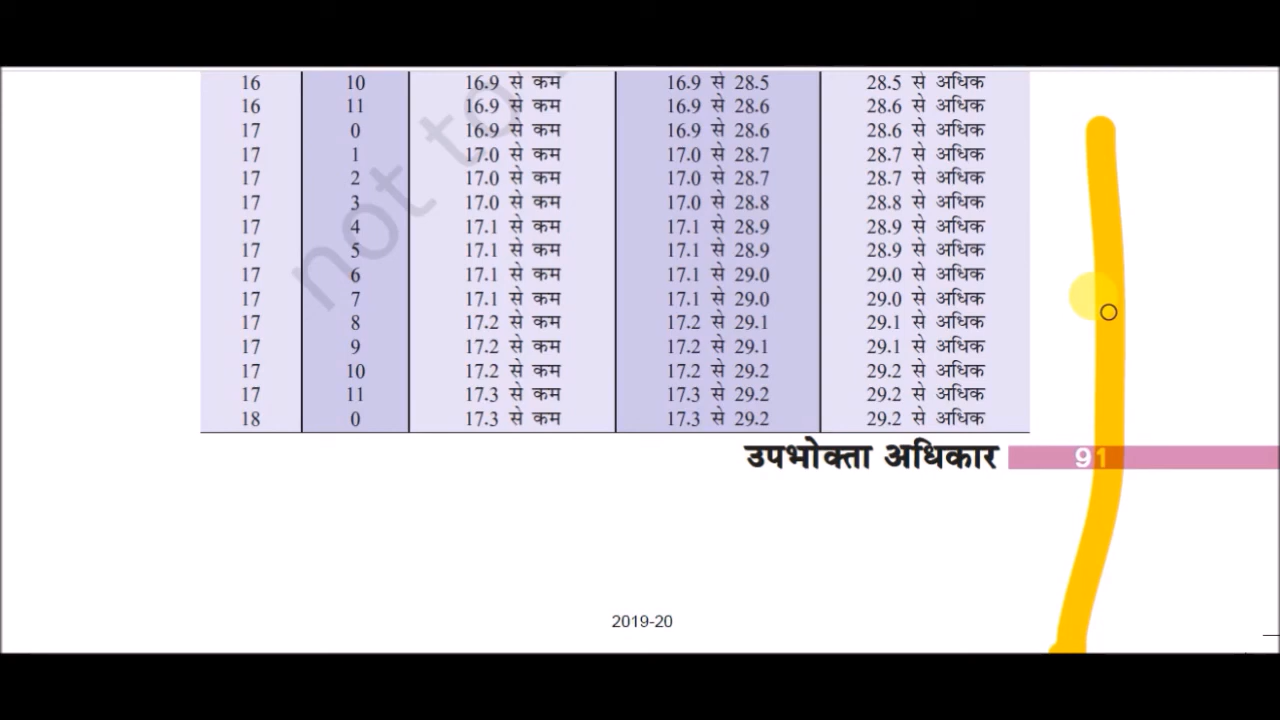 16 10 16.9 से कम 16.9 से 28.5 28.5 से अधिक
16 11 16.9 से कम 16.9 से 28.6 28.6 से अधिक
17 0 16.9 से कम 16.9 से 28.6 28.6 से अधिक
17 1 17.0 से कम 17.0 से 28.7 28.7 से अधिक
17 2 17.0 से कम 17.0 से 28.7 28.7 से अधिक
17 3 17.0 से कम 17.0 से 28.8 28.8 से अधिक
17 4 17.1 से कम 17.1 से 28.9 28.9 से अधिक
17 5 17.1 से कम 17.1 से 28.9 28.9 से अधिक
17 6 17.1 से कम 17.1 से 29.0 29.0 से अधिक
17 7 17.1 से कम 17.1 से 29.0 29.0 से अधिक
17 8 17.2 से कम 17.2 से 29.1 29.1 से अधिक
17 9 17.2 से कम 17.2 से 29.1 29.1 से अधिक
17 10 17.2 से कम 17.2 से 29.2 29.2 से अधिक
17 11 17.3 से कम 17.3 से 29.2 29.2 से अधिक
18 0 17.3 से कम 17.3 से 29.2 29.2 से अधिक
not to
उपभोक्ता अधिकार 91
2019-20